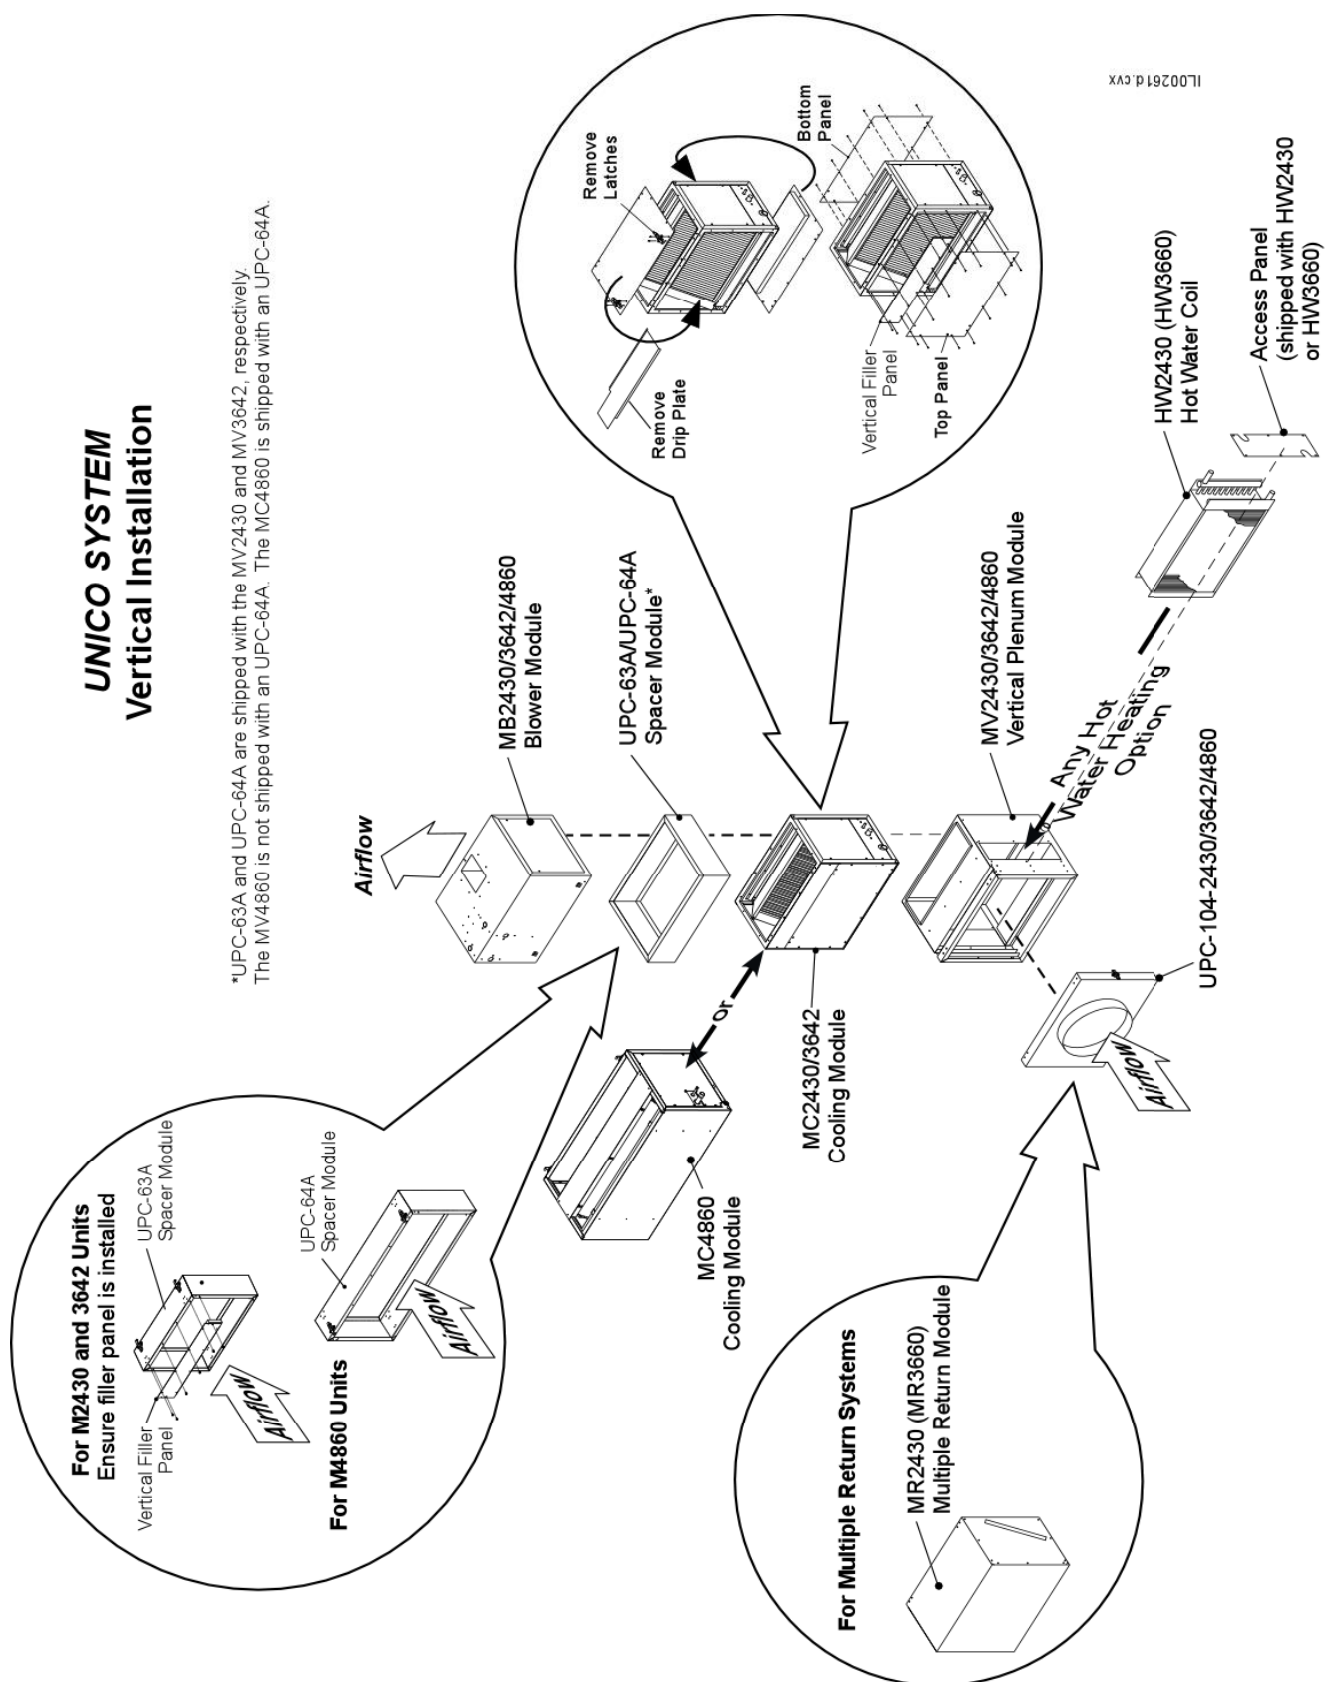 UNICO SYSTEM
Vertical Installation
*UPC-63A and UPC-64A are shipped with the MV2430 and MV3642, respectively.
The MV4860 is not shipped with an UPC-64A. The MC4860 is shipped with an UPC-64A.
For M2430 and 3642 Units
Ensure filler panel is installed
Vertical Filler
Panel
UPC-63A
Spacer Module
Airflow
For M4860 Units
UPC-64A
Spacer Module
Airflow
Airflow
MB2430/3642/4860
Blower Module
UPC-63A/UPC-64A
Spacer Module*
Remove
Latches
Remove
Drip Plate
Bottom
Panel
Vertical Filler
Panel
Top Panel
MC4860
Cooling Module
or
MC2430/3642
Cooling Module
MV2430/3642/4860
Vertical Plenum Module
Any Hot
Water Heating
Option
HW2430 (HW3660)
Hot Water Coil
Access Panel
(shipped with HW2430
or HW3660)
For Multiple Return Systems
MR2430 (MR3660)
Multiple Return Module
Airflow
UPC-104-2430/3642/4860
IL00261d.cvx